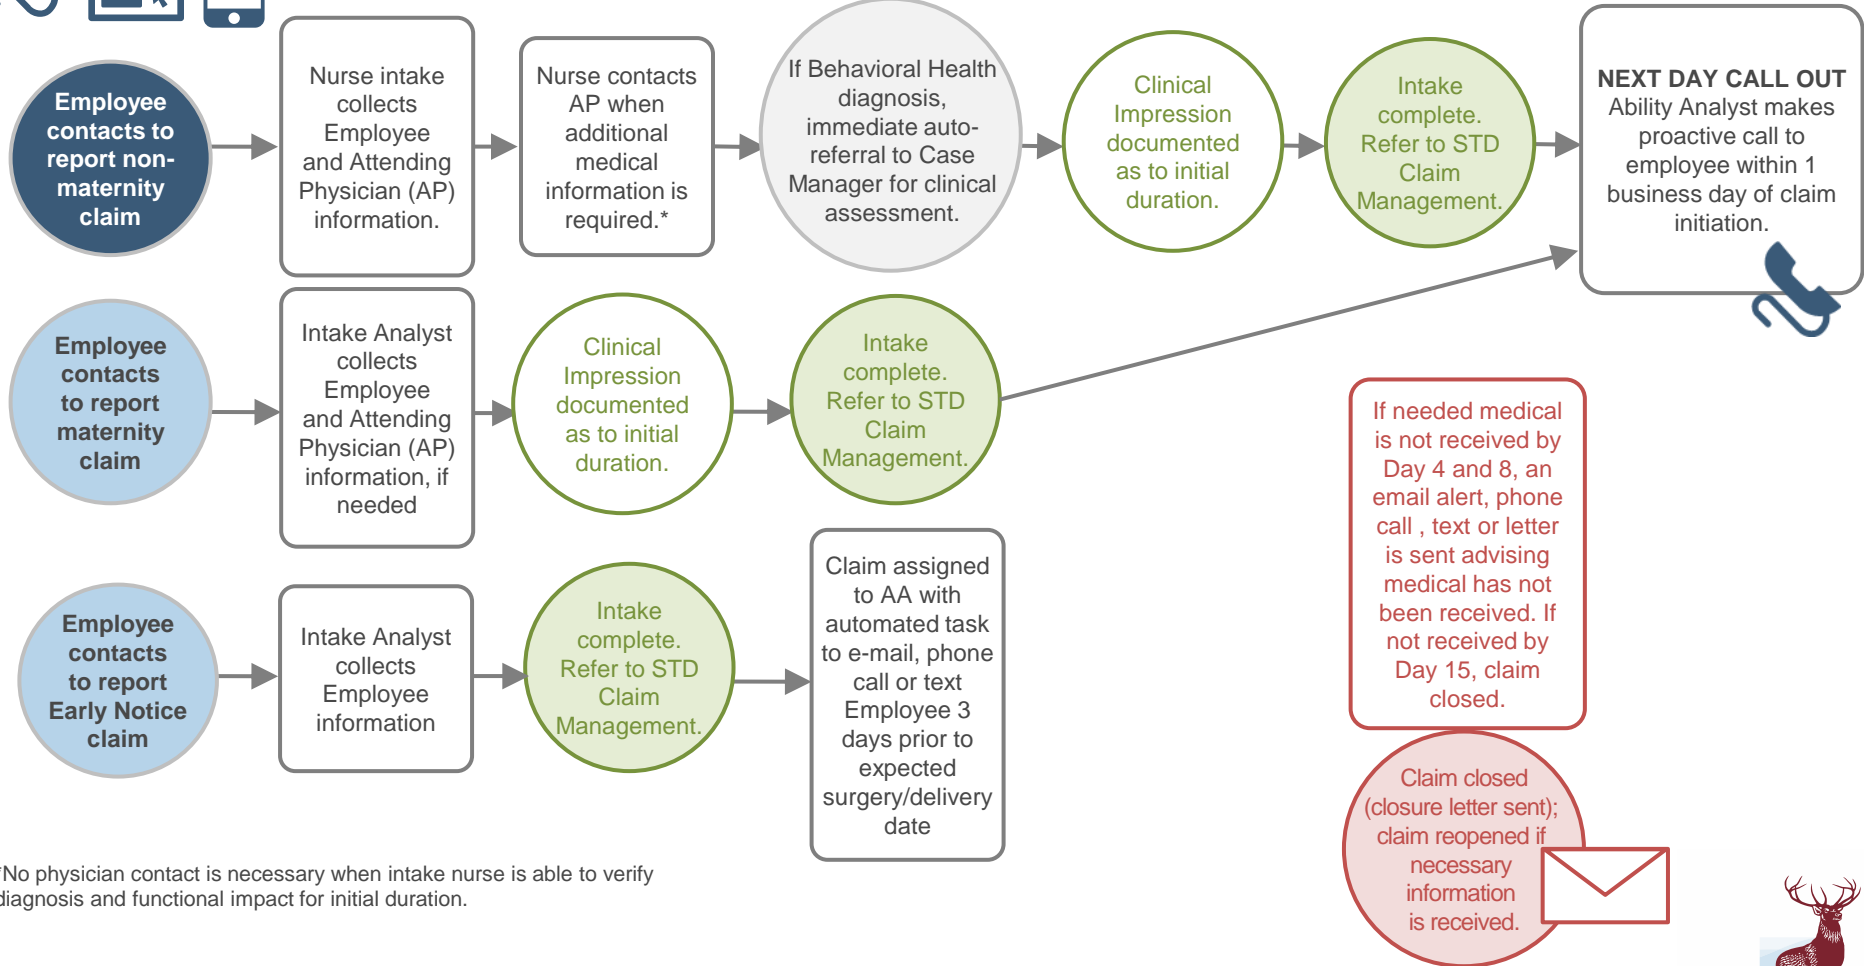 Employee
contacts to
report non-
maternity
claim
Nurse intake
collects
Employee
and Attending
Physician (AP)
information.
Nurse contacts
AP when
additional
medical
information is
required.*
If Behavioral Health
diagnosis,
immediate auto-
referral to Case
Manager for clinical
assessment.
Clinical
Impression
documented
as to initial
duration.
Intake
complete.
Refer to STD
Claim
Management.
NEXT DAY CALL OUT
Ability Analyst makes
proactive call to
employee within 1
business day of claim
initiation.
Employee
contacts
to report
maternity
claim
Intake Analyst
collects
Employee
and Attending
Physician (AP)
information, if
needed
Clinical
Impression
documented
as to initial
duration.
Intake
complete.
Refer to STD
Claim
Management.
Employee
contacts
to report
Early Notice
claim
Intake Analyst
collects
Employee
information
Intake
complete.
Refer to STD
Claim
Management.
Claim assigned
to AA with
automated task
to e-mail, phone
call or text
Employee 3
days prior to
expected
surgery/delivery
date
If needed medical
is not received by
Day 4 and 8, an
email alert, phone
call , text or letter
is sent advising
medical has not
been received. If
not received by
Day 15, claim
closed.
Claim closed
(closure letter sent);
claim reopened if
necessary
information
is received.
*No physician contact is necessary when intake nurse is able to verify
diagnosis and functional impact for initial duration.